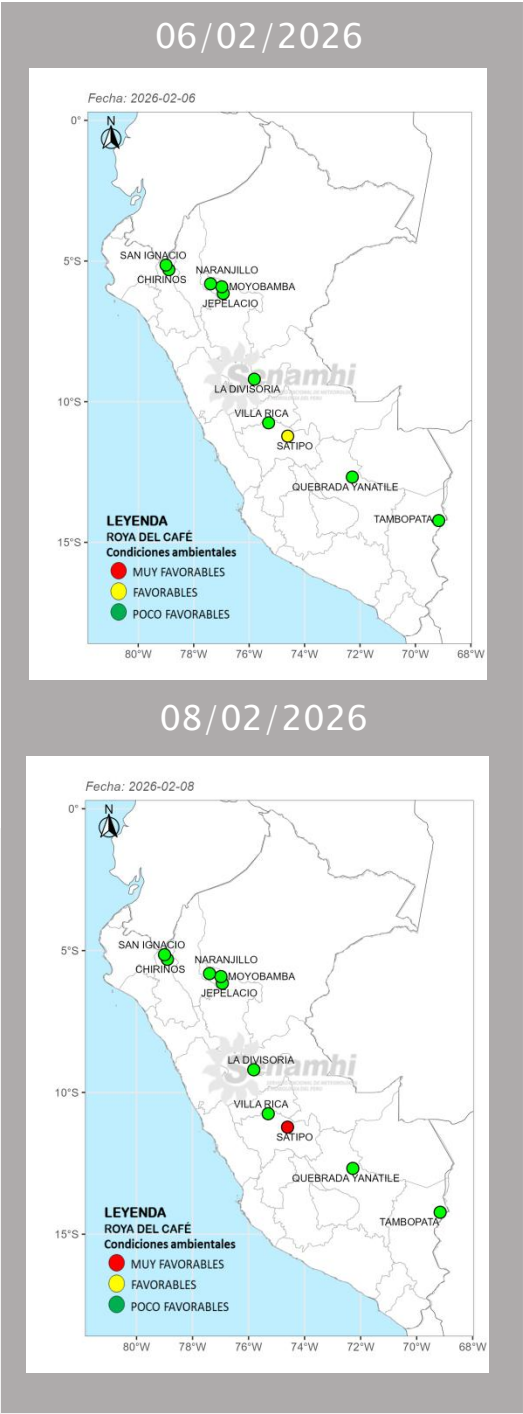 06/02/2026
Fecha: 2026-02-06
N
0°
5°S
10°S
15°S
SAN IGNACIO
CHIRINOS
NARANJILLO
MOYOBAMBA
JEPELACIO
Senamhi
LA DIVISORIA
VILLA RICA
SATIPO
QUEBRADA YANATILE
TAMBOPATA
LEYENDA
ROYA DEL CAFÉ
Condiciones ambientales
MUY FAVORABLES
FAVORABLES
POCO FAVORABLES
80°W 78°W 76°W 74°W 72°W 70°W 68°W
08/02/2026
Fecha: 2026-02-08
N
0°
5°S
10°S
15°S
SAN IGNACIO
CHIRINOS
NARANJILLO
MOYOBAMBA
JEPELACIO
LA DIVISORIA
Senamhi
VILLA RICA
SATIPO
QUEBRADA YANATILE
TAMBOPATA
LEYENDA
ROYA DEL CAFÉ
Condiciones ambientales
MUY FAVORABLES
FAVORABLES
POCO FAVORABLES
80°W 78°W 76°W 74°W 72°W 70°W 68°W